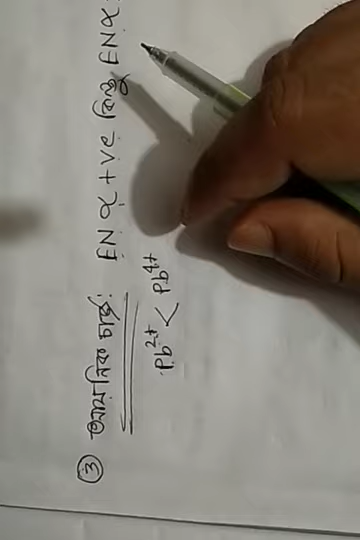 ③ আয়নিক চার্জ: EN ∝ +ve কিন্তু EN ∝
Pb²⁺ < Pb⁴⁺